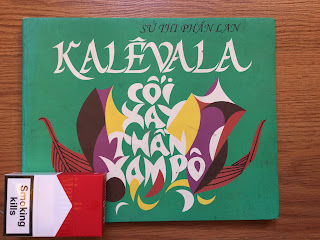 SỬ THI PHẦN LAN
KALÊVALA
CỐI
XAY
THẦN
XAMPÔ
Smoking
kills